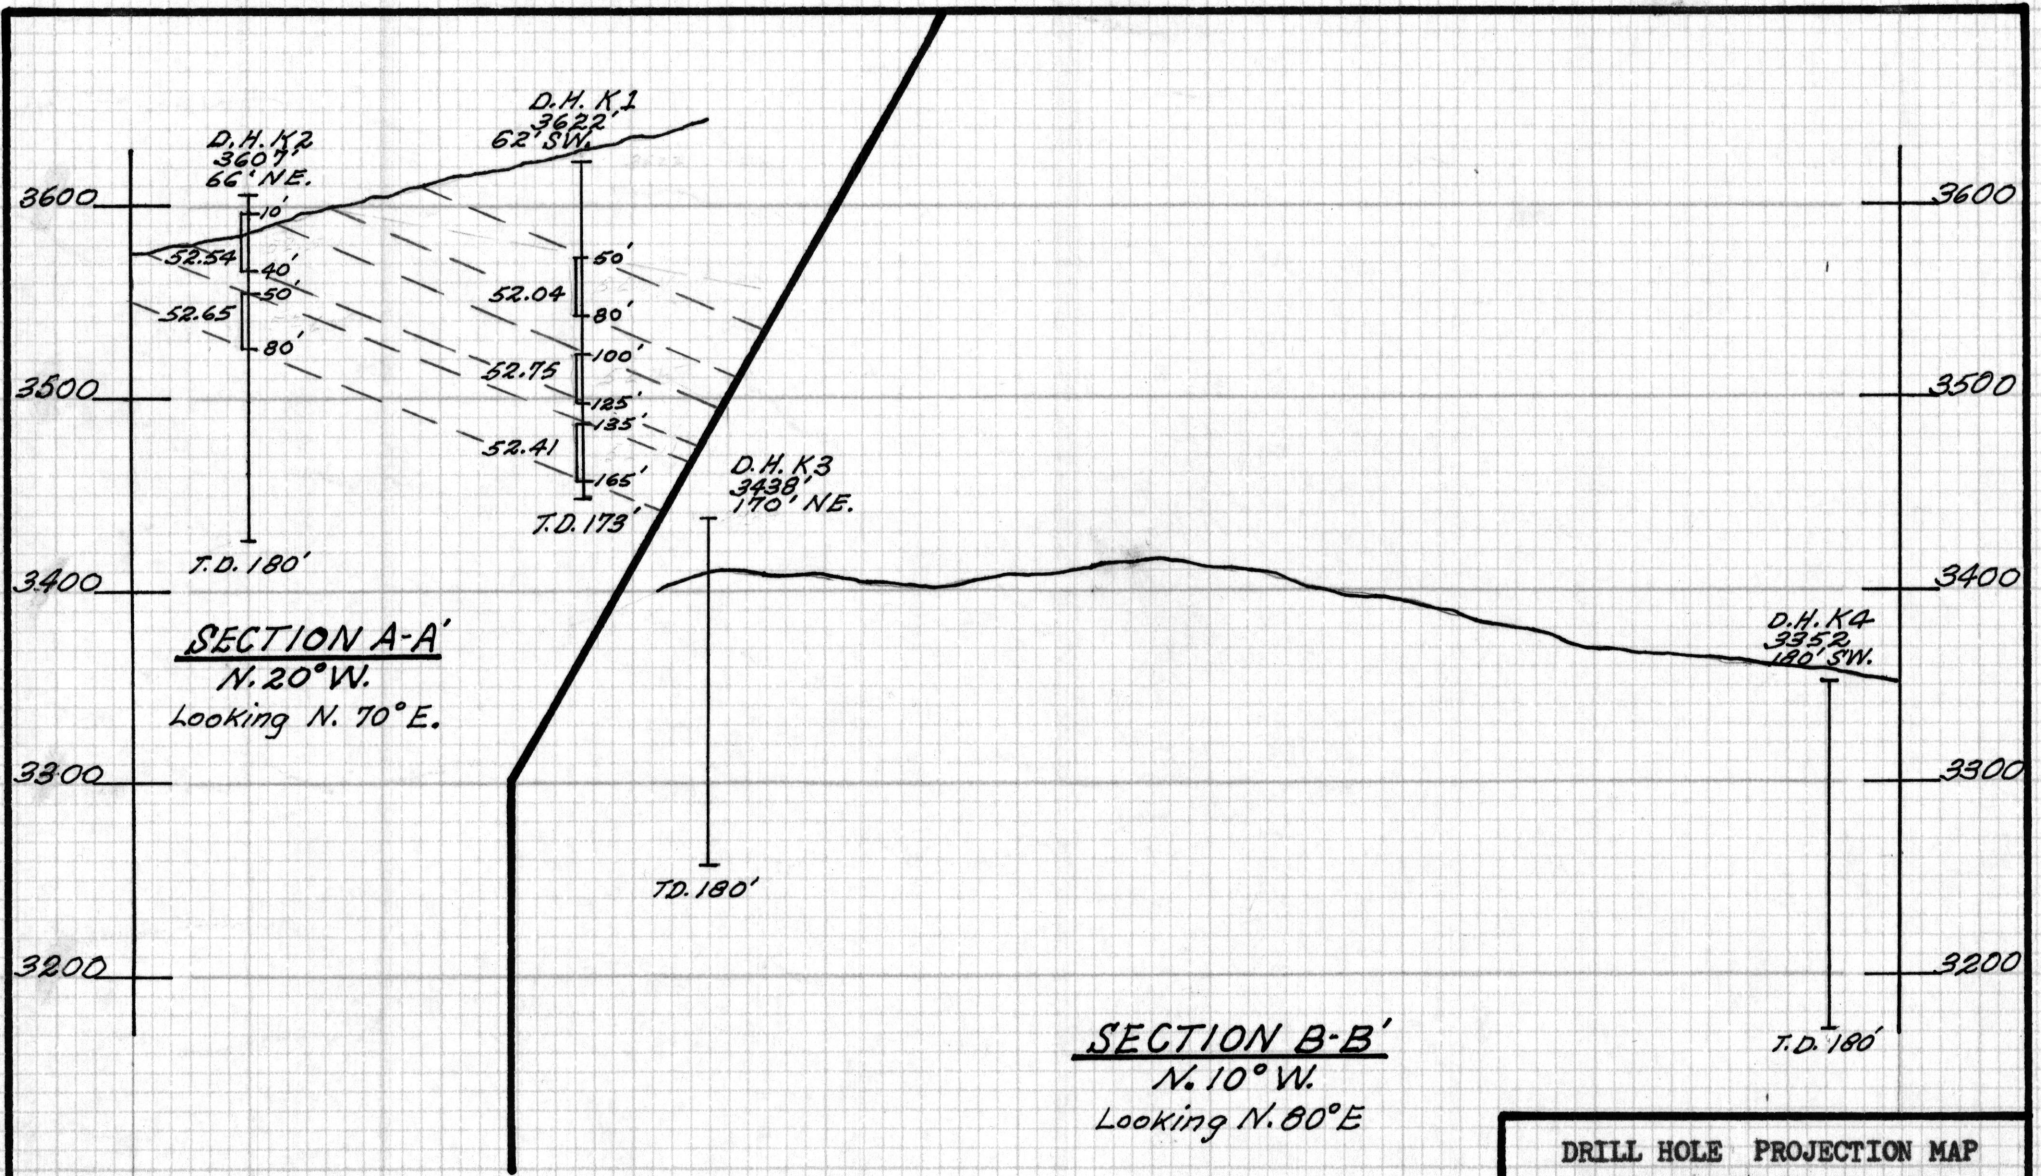 D.H. K1
3622'
62' SW.
D.H. K2
3607'
66' NE.
3600
10'
52.54
40'
50'
52.65
80'
3500
50'
52.04
80'
100'
52.75
125'
135'
52.41
165'
T.D. 173'
T.D. 180'
3400
SECTION A-A'
N. 20° W.
Looking N. 70° E.
3300
3200
D.H. K3
3438'
170' NE.
T.D. 180'
3600
3500
3400
D.H. K4
3352
180' SW.
3300
3200
T.D. 180'
SECTION B-B'
N. 10° W.
Looking N. 80° E
DRILL HOLE PROJECTION MAP